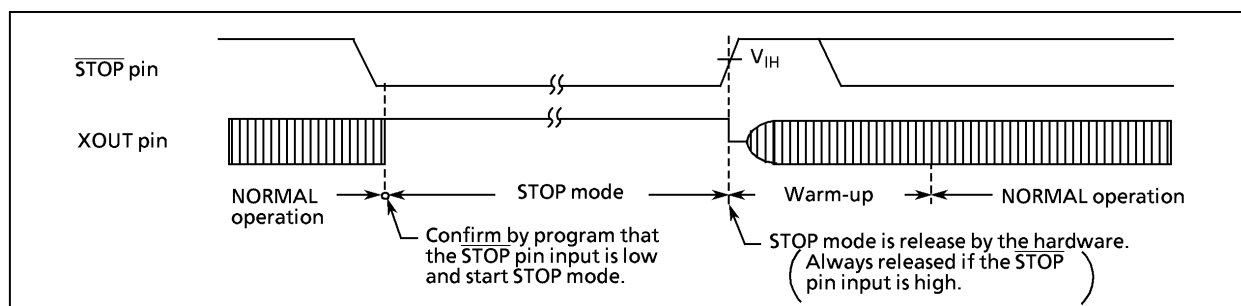 STOP pin
VIH
XOUT pin
NORMAL operation
STOP mode
Warm-up
NORMAL operation
Confirm by program that
the STOP pin input is low
and start STOP mode.
STOP mode is release by the hardware.
(Always released if the STOP
pin input is high.)